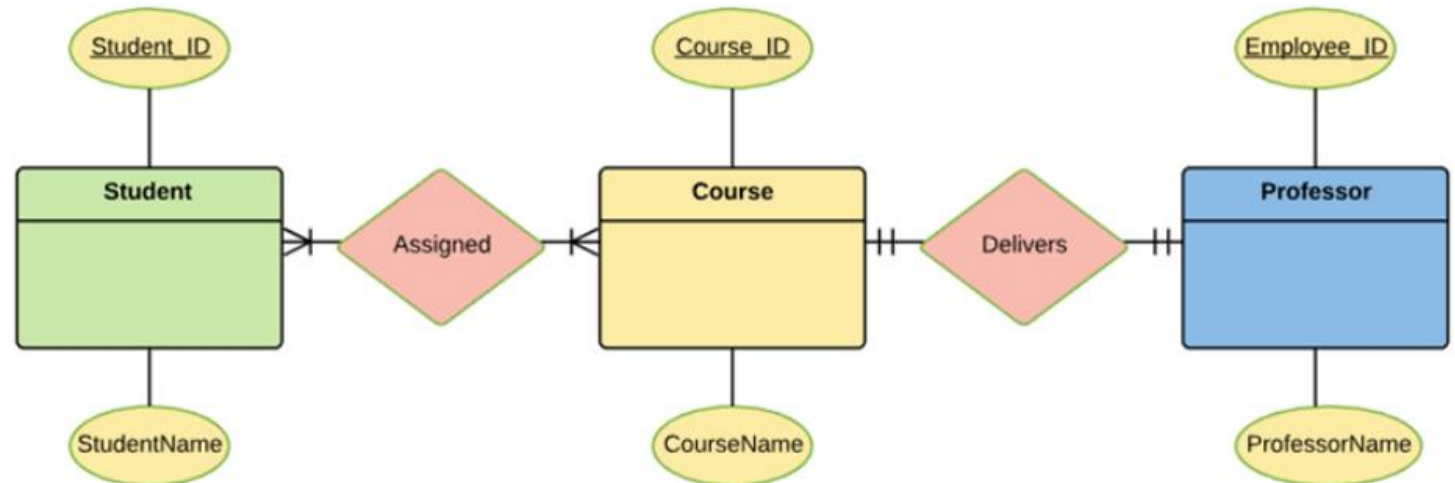 Student_ID
Course_ID
Employee_ID
Student
Course
Professor
Assigned
Delivers
StudentName
CourseName
ProfessorName